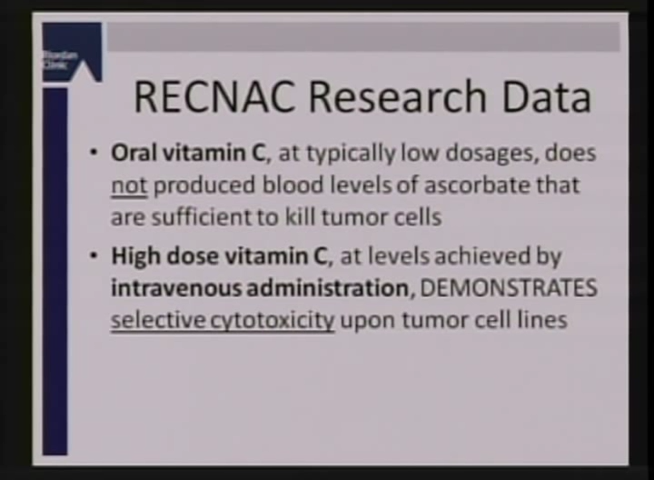 Riordan
Clinic
RECNAC Research Data
• Oral vitamin C, at typically low dosages, does
not produced blood levels of ascorbate that
are sufficient to kill tumor cells
• High dose vitamin C, at levels achieved by
intravenous administration, DEMONSTRATES
selective cytotoxicity upon tumor cell lines